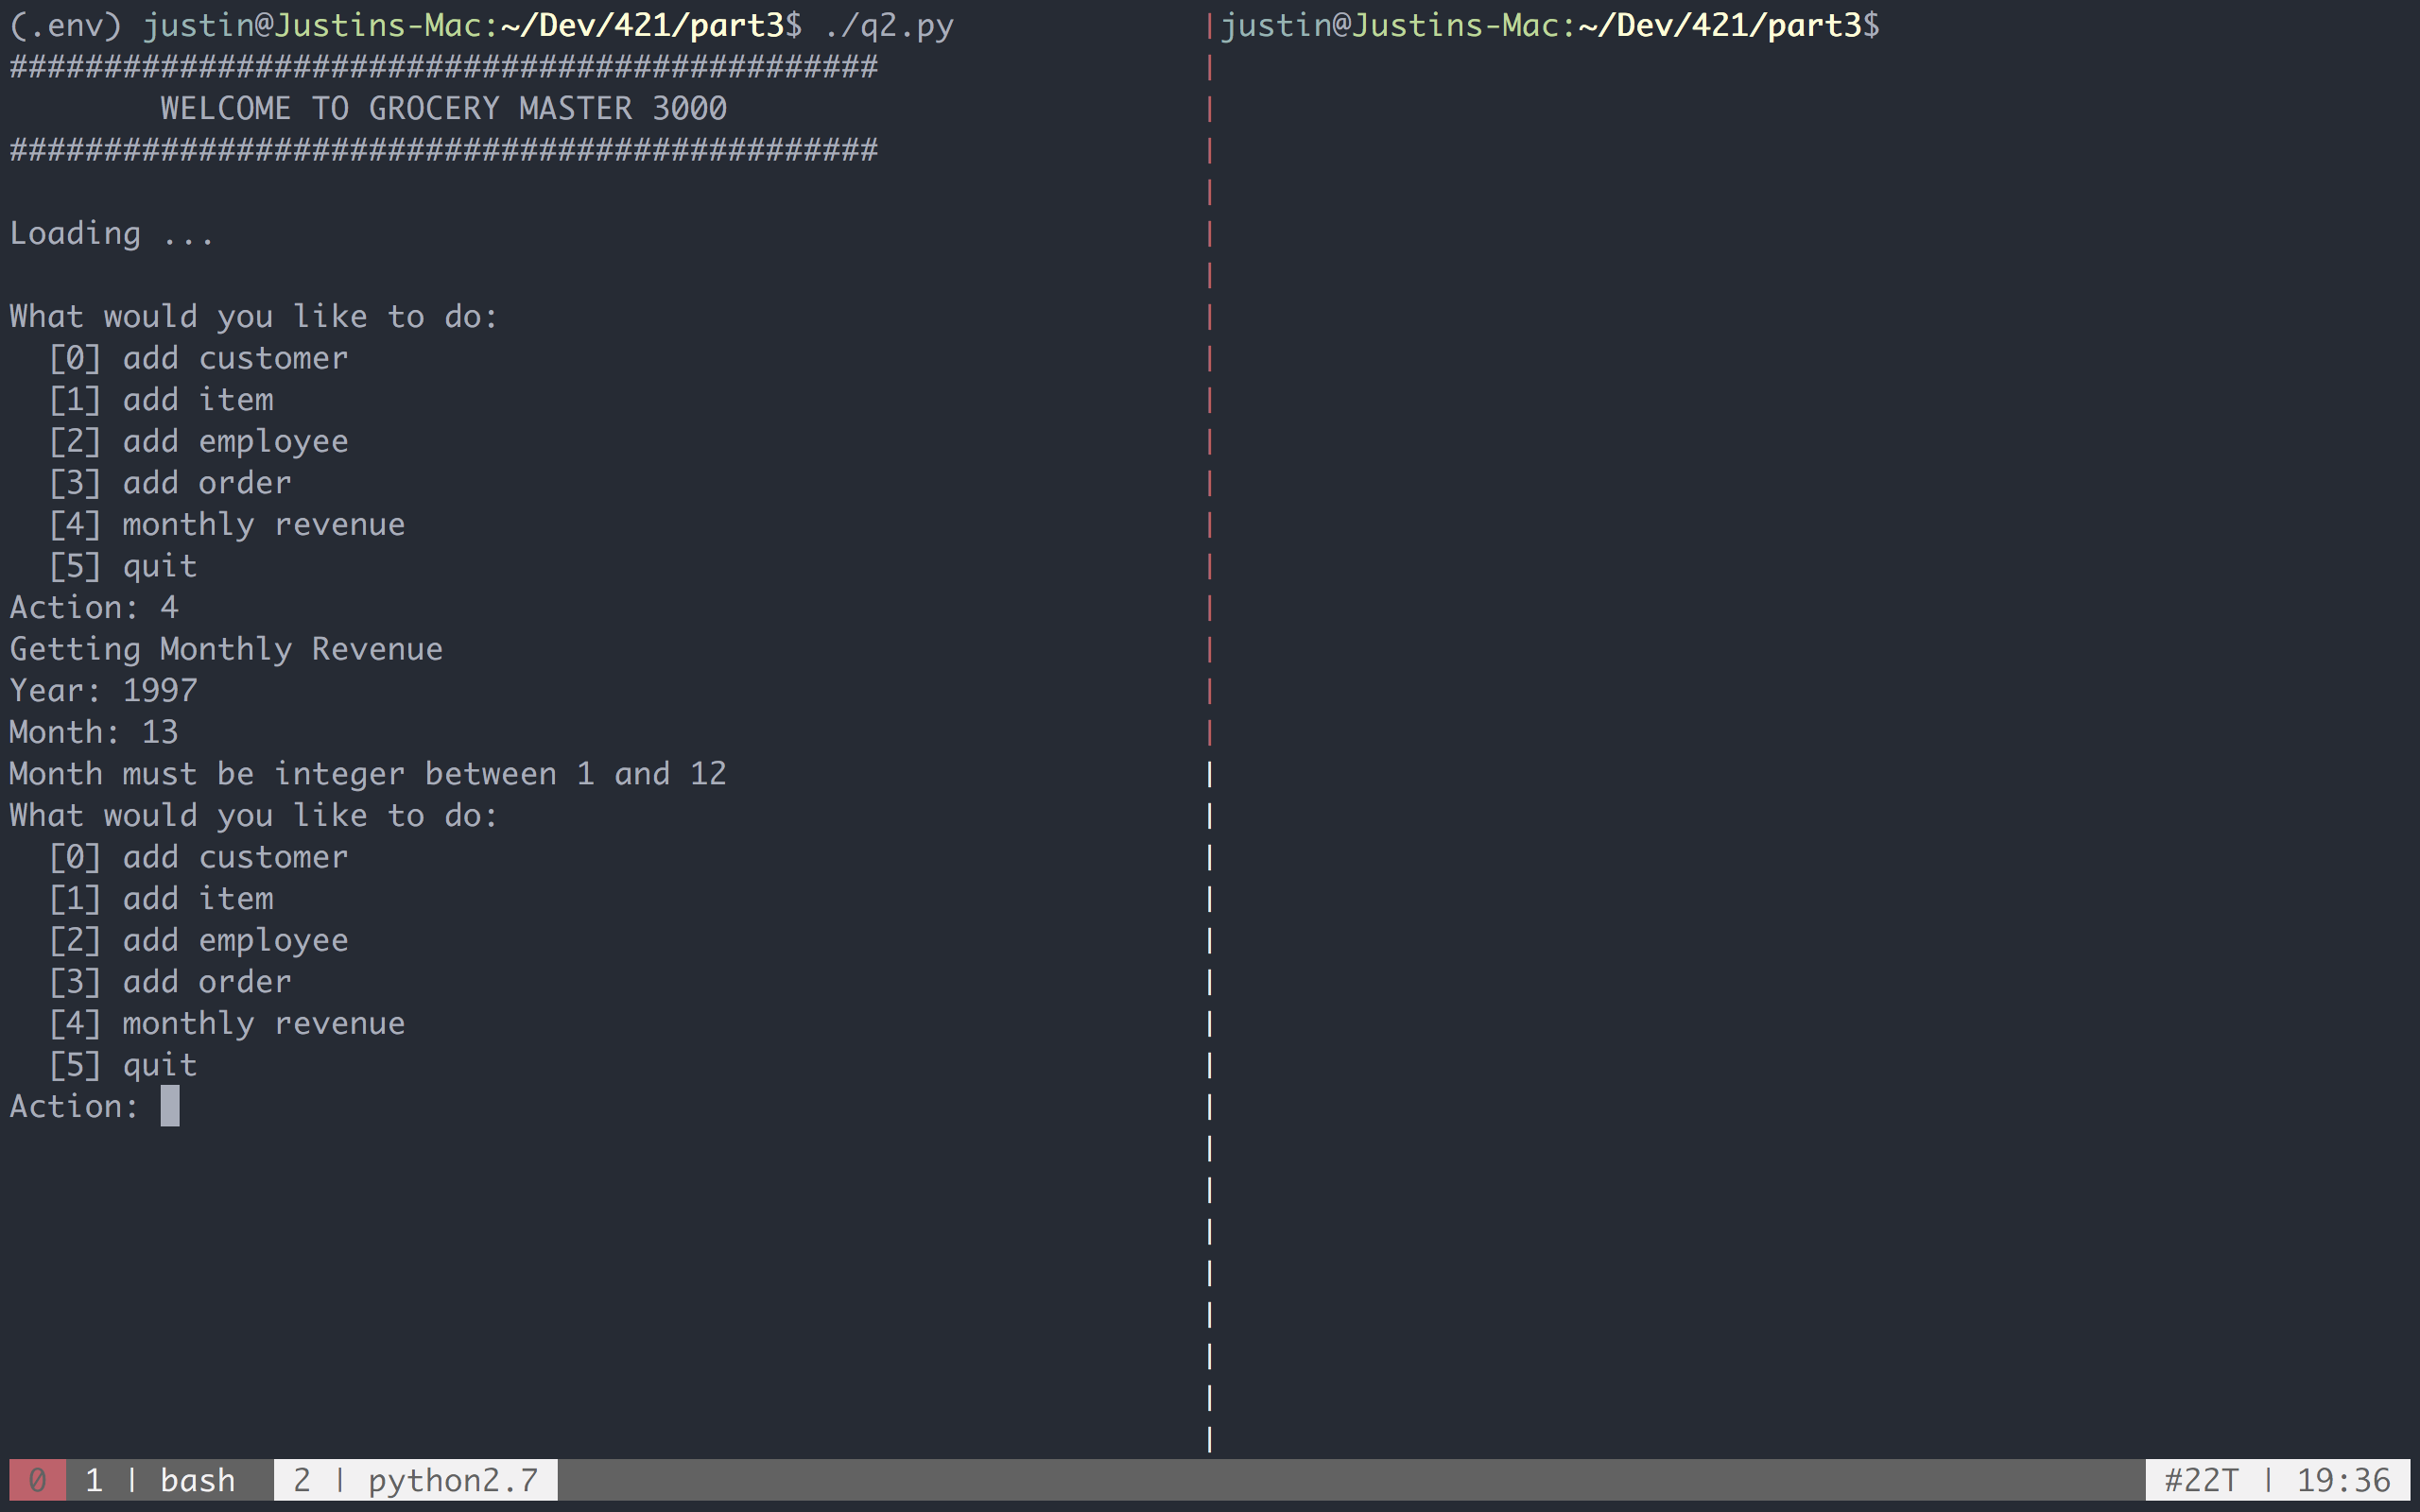 (.env) justin@Justins-Mac:~/Dev/421/part3$ ./q2.py
##############################################
WELCOME TO GROCERY MASTER 3000
##############################################
Loading ...
What would you like to do:
[0] add customer
[1] add item
[2] add employee
[3] add order
[4] monthly revenue
[5] quit
Action: 4
Getting Monthly Revenue
Year: 1997
Month: 13
Month must be integer between 1 and 12
What would you like to do:
[0] add customer
[1] add item
[2] add employee
[3] add order
[4] monthly revenue
[5] quit
Action:
justin@Justins-Mac:~/Dev/421/part3$
0 1 | bash 2 | python2.7 #22T | 19:36